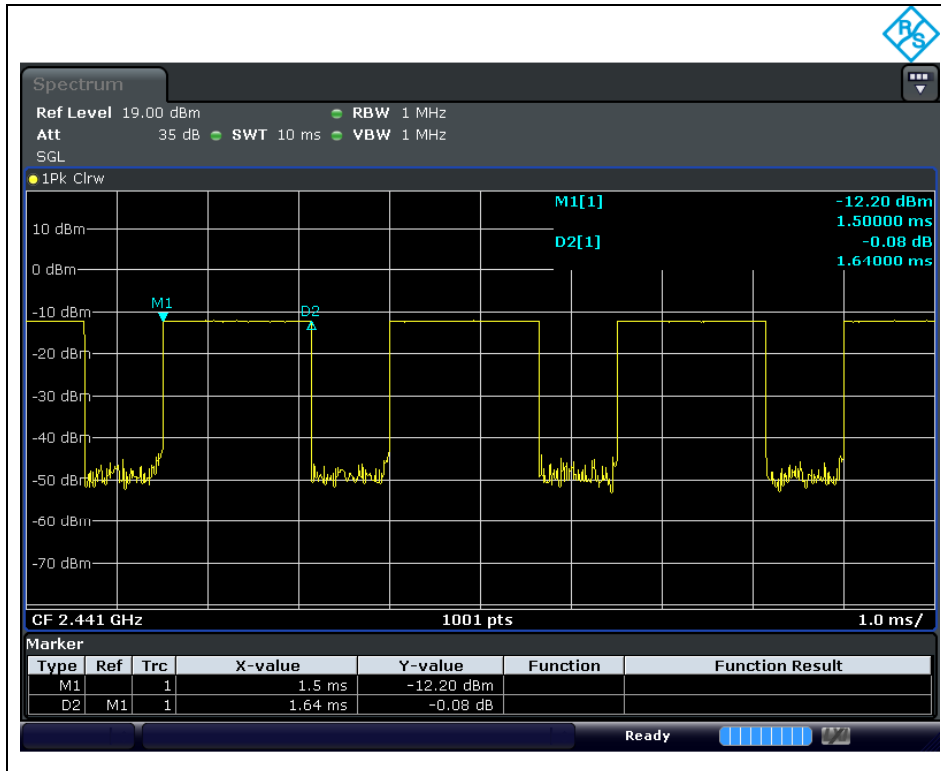 R&S
Spectrum
Ref Level 19.00 dBm RBW 1 MHz
Att 35 dB SWT 10 ms VBW 1 MHz
SGL
1Pk Clrw
M1[1] -12.20 dBm
1.50000 ms
10 dBm
D2[1] -0.08 dB
1.64000 ms
0 dBm
M1
D2
-10 dBm
-20 dBm
-30 dBm
-40 dBm
-50 dBm
-60 dBm
-70 dBm
CF 2.441 GHz 1001 pts 1.0 ms/
Marker
Type Ref Trc X-value Y-value Function Function Result
M1 1 1.5 ms -12.20 dBm
D2 M1 1 1.64 ms -0.08 dB
Ready